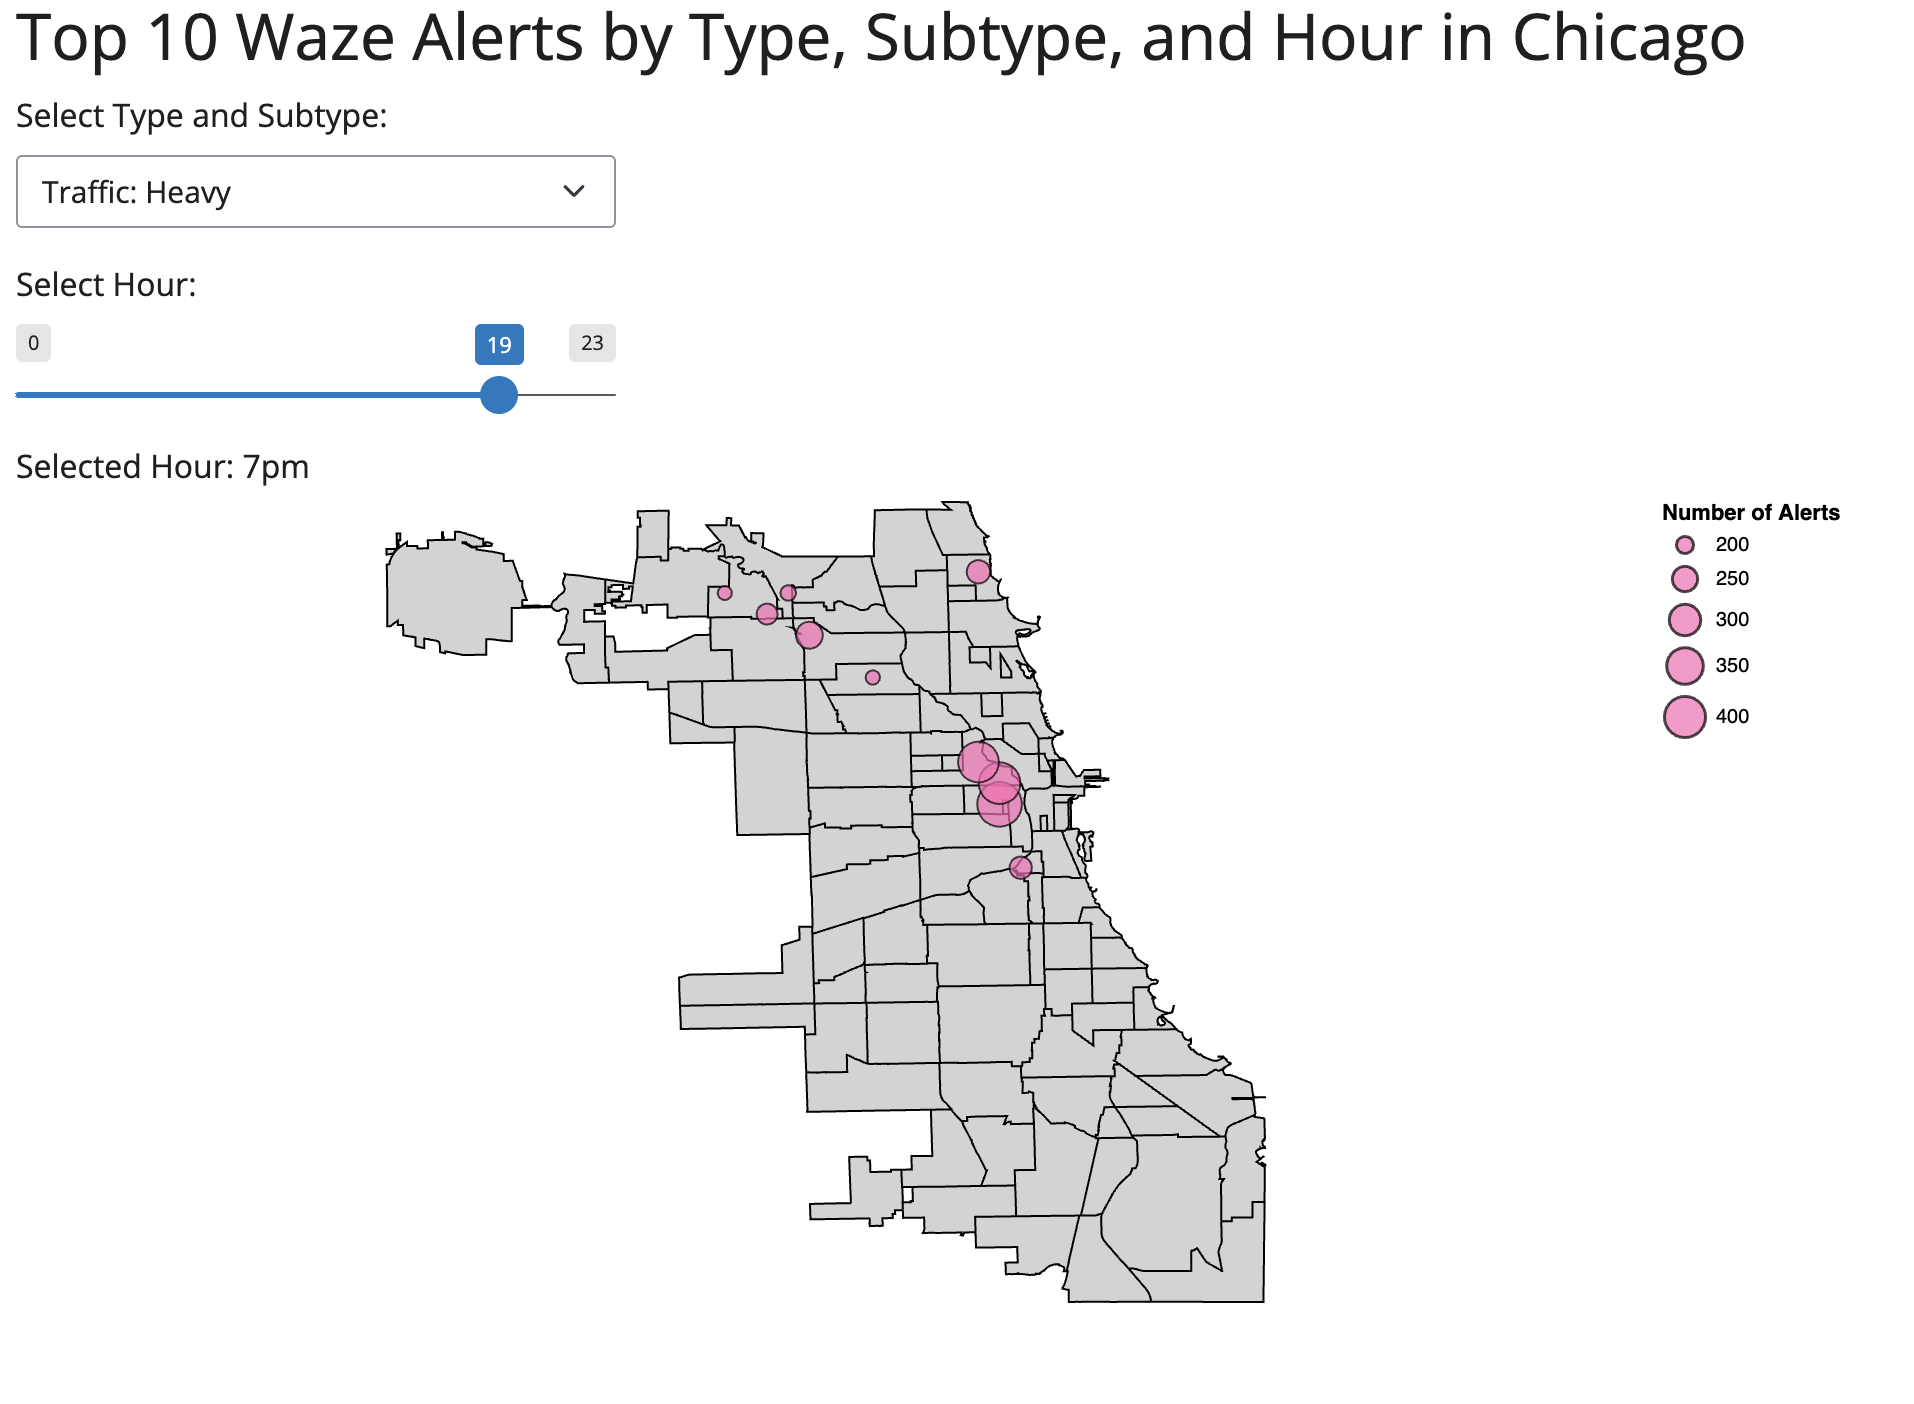 Top 10 Waze Alerts by Type, Subtype, and Hour in Chicago
Select Type and Subtype:
Traffic: Heavy
Select Hour:
0 19 23
Selected Hour: 7pm
Number of Alerts
200
250
300
350
400